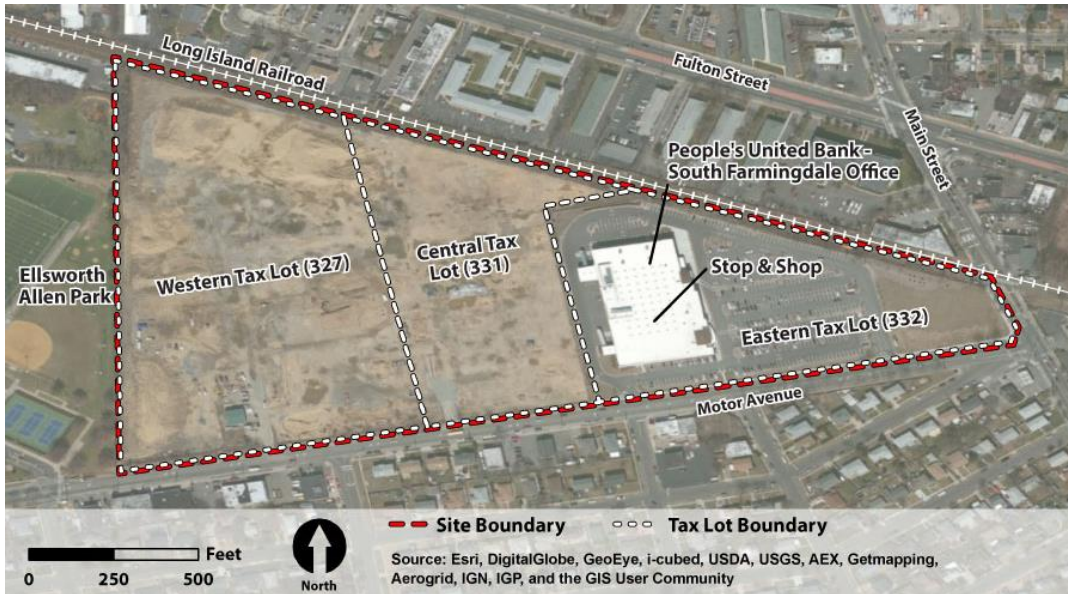 Long Island Railroad
Fulton Street
Main Street
People's United Bank -
South Farmingdale Office
Central Tax
Lot (331)
Western Tax Lot (327)
Stop & Shop
Ellsworth
Allen Park
Eastern Tax Lot (332)
Motor Avenue
Site Boundary
Tax Lot Boundary
Feet
0 250 500
North
Source: Esri, DigitalGlobe, GeoEye, i-cubed, USDA, USGS, AEX, Getmapping,
Aerogrid, IGN, IGP, and the GIS User Community